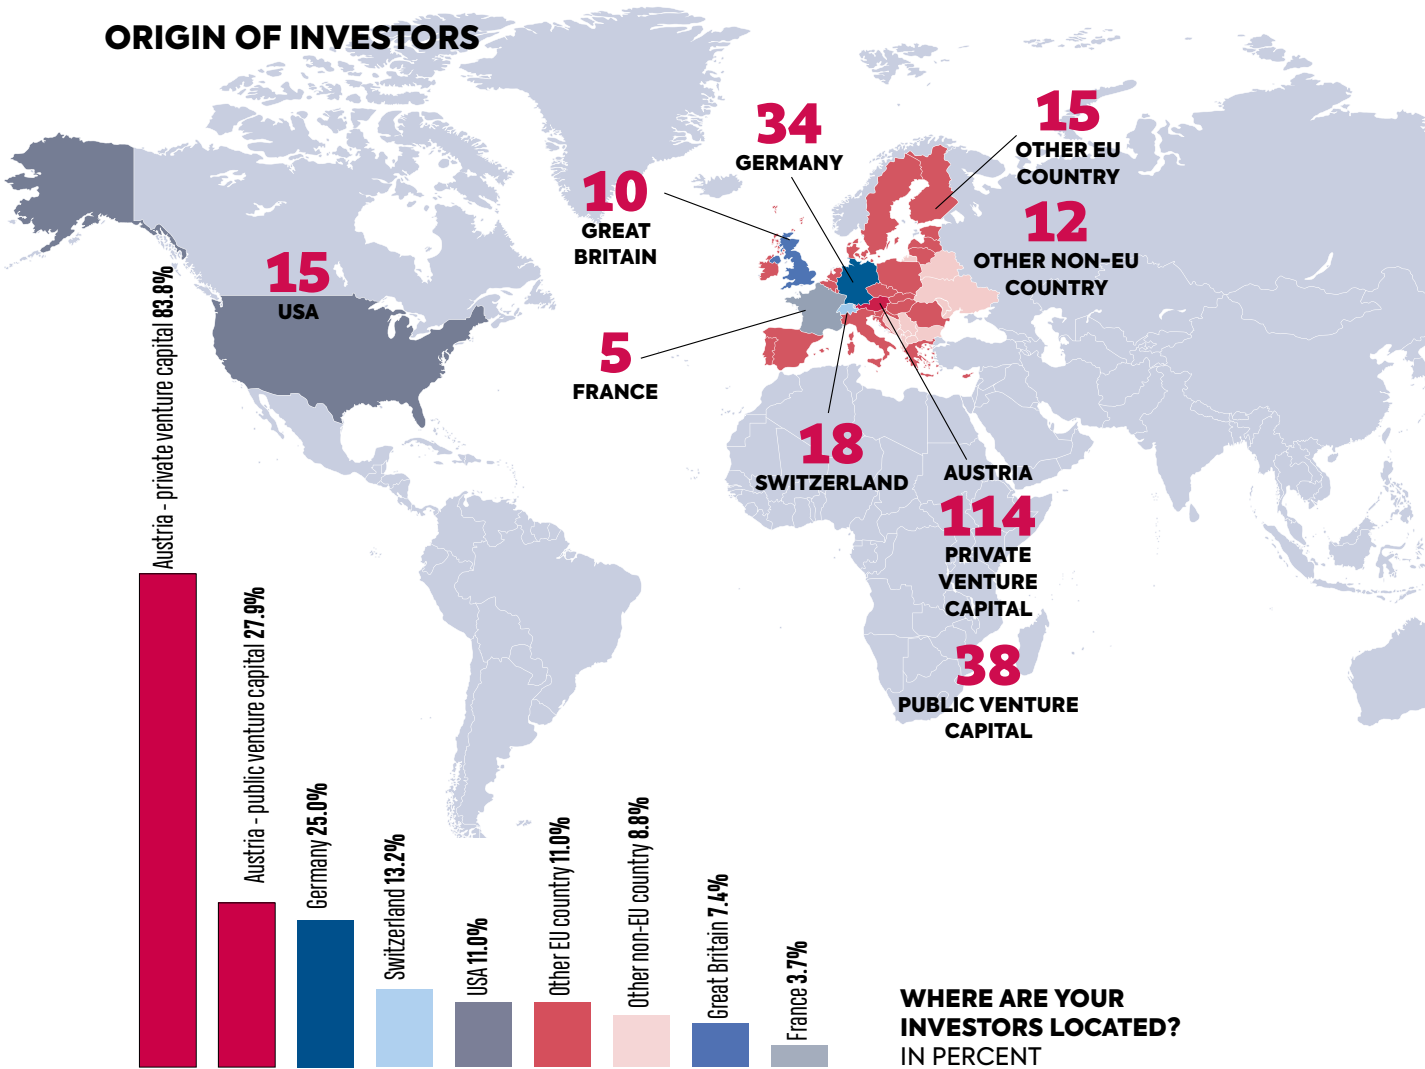 ORIGIN OF INVESTORS
34
GERMANY
15
OTHER EU
COUNTRY
10
GREAT
BRITAIN
12
OTHER NON-EU
COUNTRY
15
USA
5
FRANCE
18
SWITZERLAND
AUSTRIA
114
PRIVATE
VENTURE
CAPITAL
38
PUBLIC VENTURE
CAPITAL
Austria - private venture capital 83.8%
Austria - public venture capital 27.9%
Germany 25.0%
Switzerland 13.2%
USA 11.0%
Other EU country 11.0%
Other non-EU country 8.8%
Great Britain 7.4%
France 3.7%
WHERE ARE YOUR
INVESTORS LOCATED?
IN PERCENT